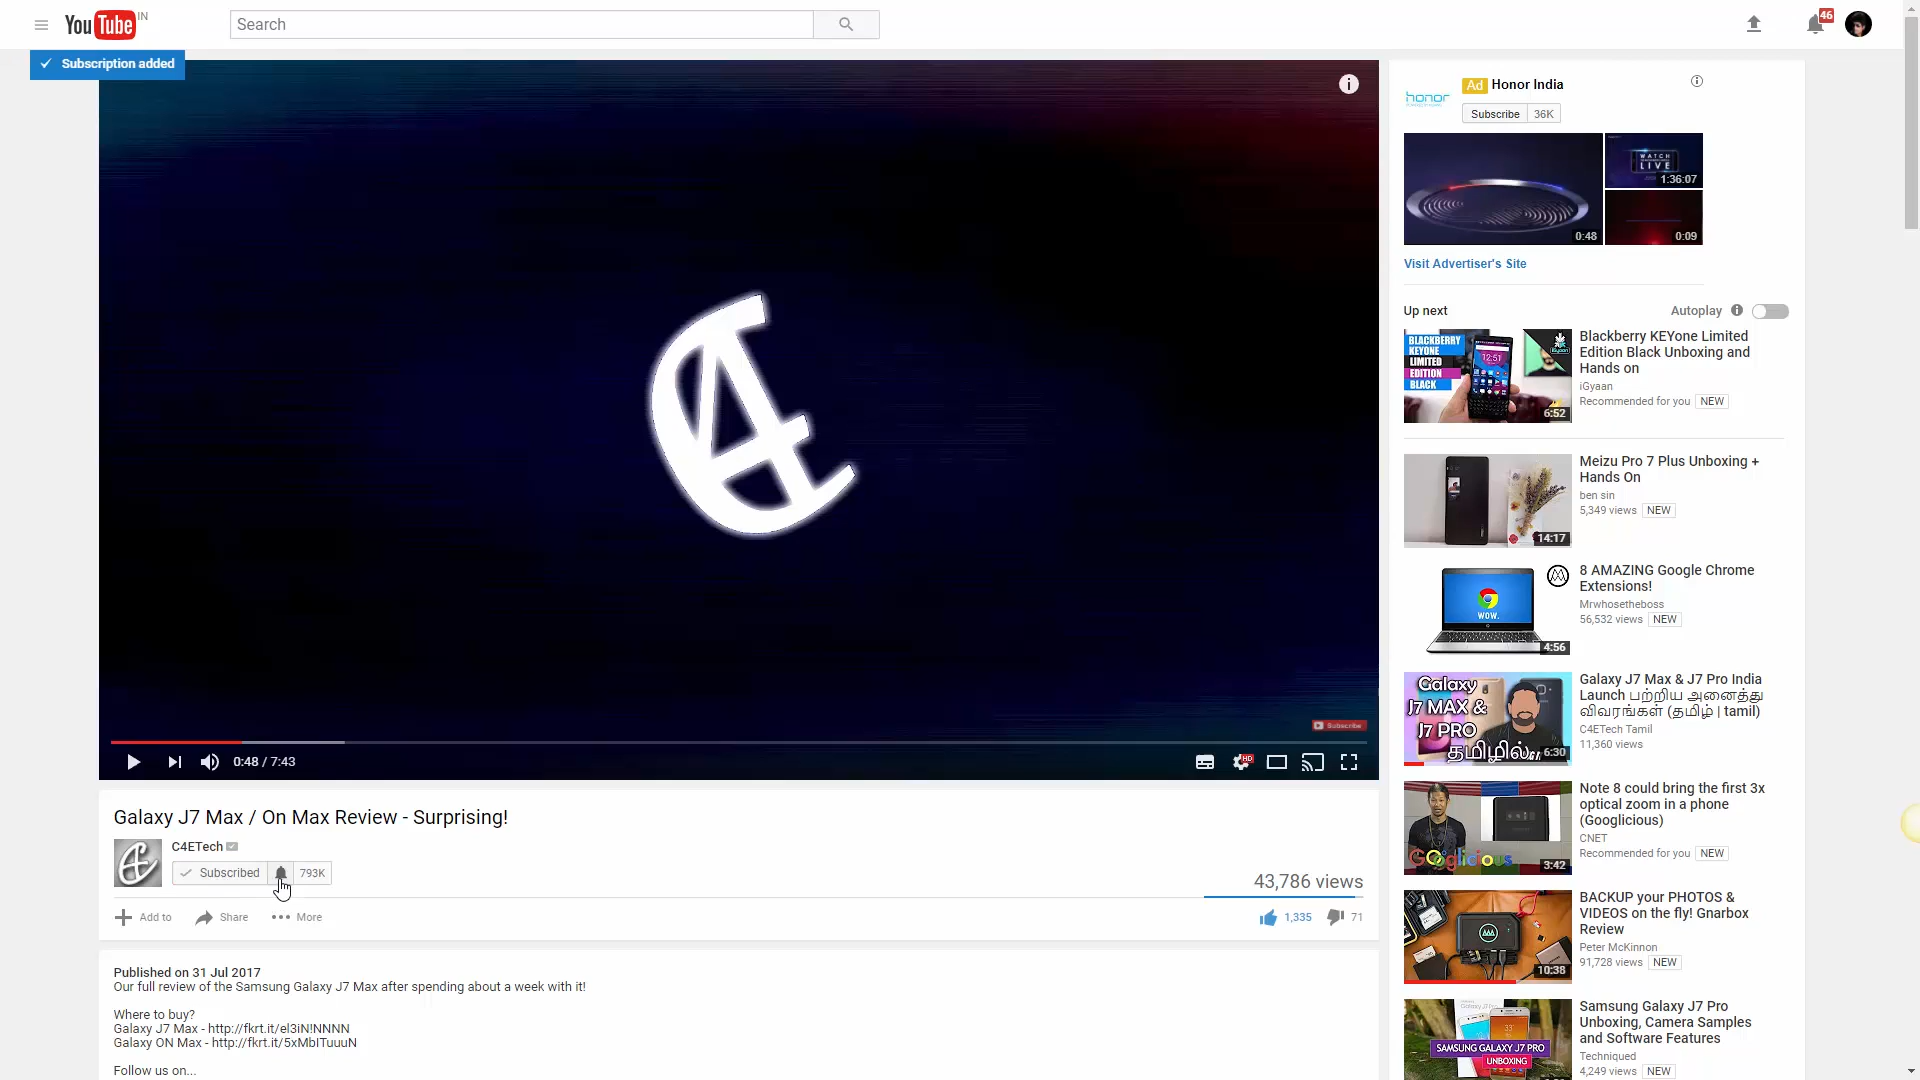 YouTube IN
Search
46
Subscription added
Ad Honor India
honor
Subscribe 36K
WATCH
LIVE
1:36:07
0:48
0:09
Visit Advertiser's Site
Up next
Autoplay
BLACKBERRY
KEYONE
LIMITED
EDITION
BLACK
12:51
iGyaan
6:52
Blackberry KEYone Limited
Edition Black Unboxing and
Hands on
iGyaan
Recommended for you NEW
14:17
Meizu Pro 7 Plus Unboxing +
Hands On
ben sin
5,349 views NEW
WOW.
4:56
8 AMAZING Google Chrome
Extensions!
Mrwhosetheboss
56,532 views NEW
Galaxy
J7 MAX &
J7 PRO
தமிழில்
6:30
Galaxy J7 Max & J7 Pro India
Launch பற்றிய அனைத்து
விவரங்கள் (தமிழ் | tamil)
C4ETech Tamil
11,360 views
Googlicious
3:42
Note 8 could bring the first 3x
optical zoom in a phone
(Googlicious)
CNET
Recommended for you NEW
10:38
BACKUP your PHOTOS &
VIDEOS on the fly! Gnarbox
Review
Peter McKinnon
91,728 views NEW
SAMSUNG GALAXY J7 PRO
UNBOXING
Samsung Galaxy J7 Pro
Unboxing, Camera Samples
and Software Features
Techniqued
4,249 views NEW
C4
Subscribe
0:48 / 7:43
HD
Galaxy J7 Max / On Max Review - Surprising!
C4ETech
Subscribed 793K
43,786 views
Add to Share More
1,335 71
Published on 31 Jul 2017
Our full review of the Samsung Galaxy J7 Max after spending about a week with it!
Where to buy?
Galaxy J7 Max - http://fkrt.it/el3iN!NNNN
Galaxy ON Max - http://fkrt.it/5xMbITuuuN
Follow us on...